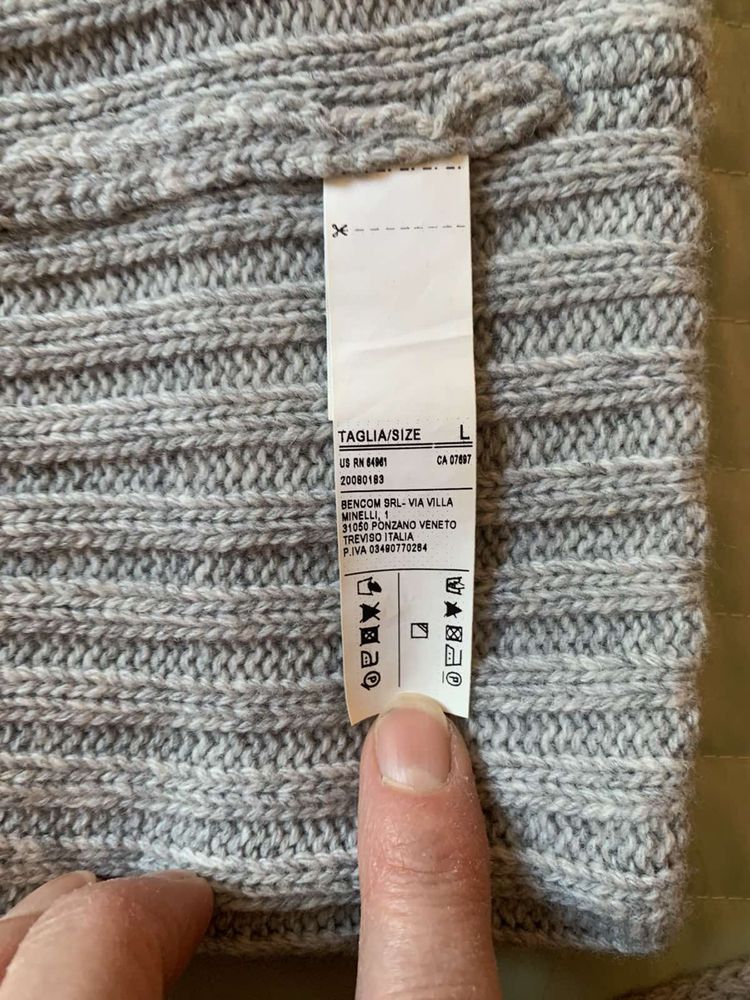 TAGLIA/SIZE L
US RN 84961 CA 07697
20080183
BENCOM SRL- VIA VILLA
MINELLI, 1
31050 PONZANO VENETO
TREVISO ITALIA
P.IVA 03490770264